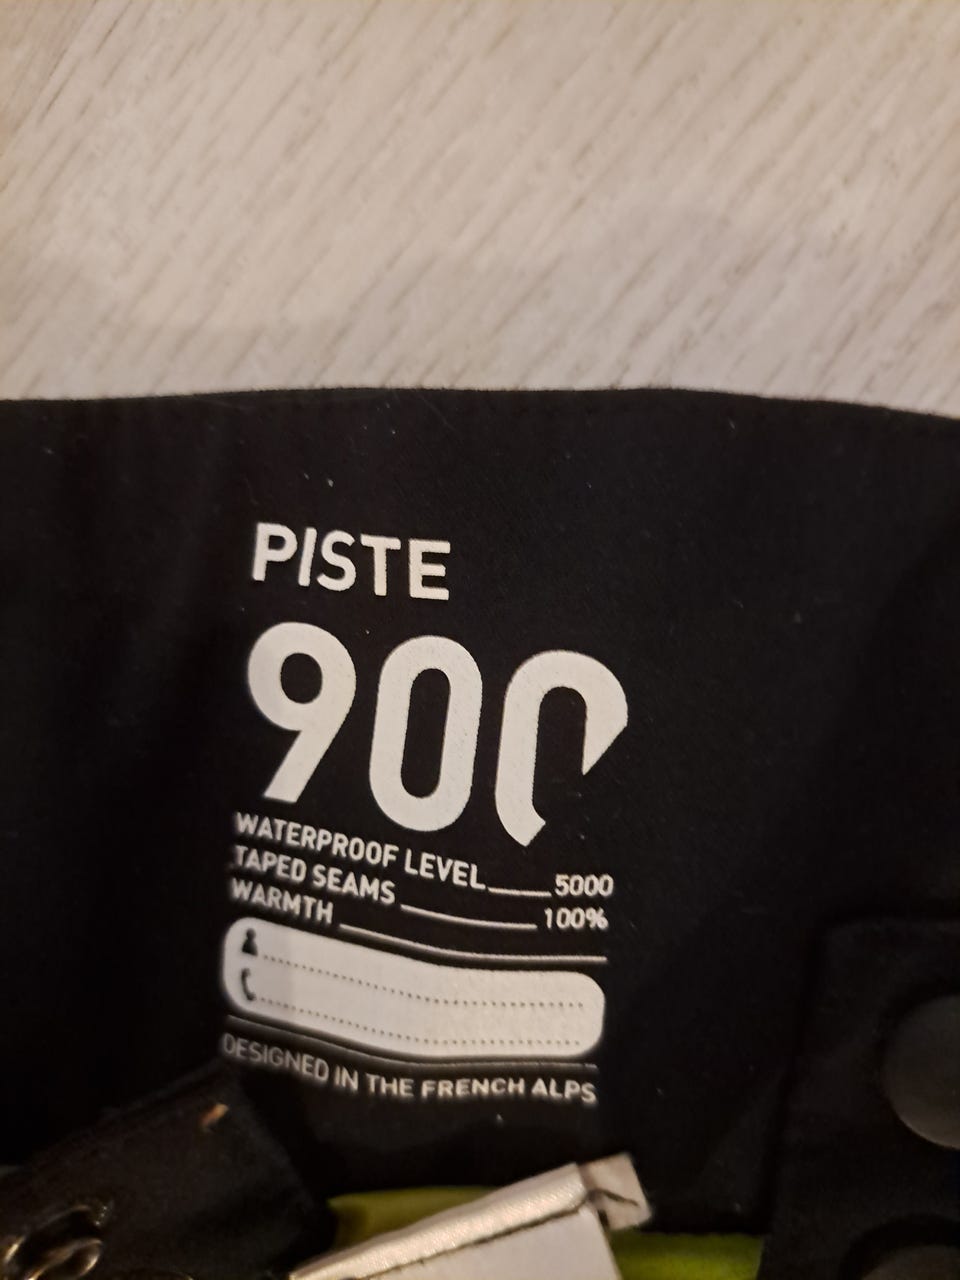 PISTE
900
WATERPROOF LEVEL 5000
TAPED SEAMS 100%
WARMTH
DESIGNED IN THE FRENCH ALPS